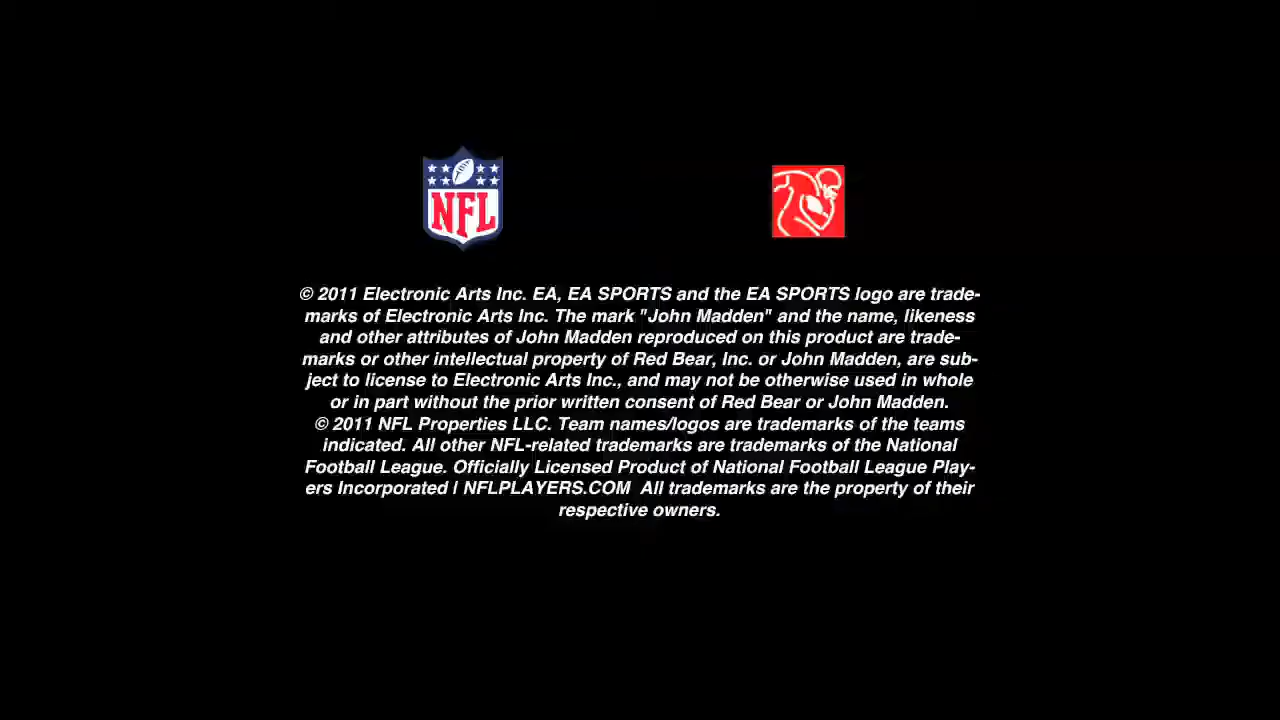 NFL
© 2011 Electronic Arts Inc. EA, EA SPORTS and the EA SPORTS logo are trade-
marks of Electronic Arts Inc. The mark "John Madden" and the name, likeness
and other attributes of John Madden reproduced on this product are trade-
marks or other intellectual property of Red Bear, Inc. or John Madden, are sub-
ject to license to Electronic Arts Inc., and may not be otherwise used in whole
or in part without the prior written consent of Red Bear or John Madden.
© 2011 NFL Properties LLC. Team names/logos are trademarks of the teams
indicated. All other NFL-related trademarks are trademarks of the National
Football League. Officially Licensed Product of National Football League Play-
ers Incorporated | NFLPLAYERS.COM  All trademarks are the property of their
respective owners.